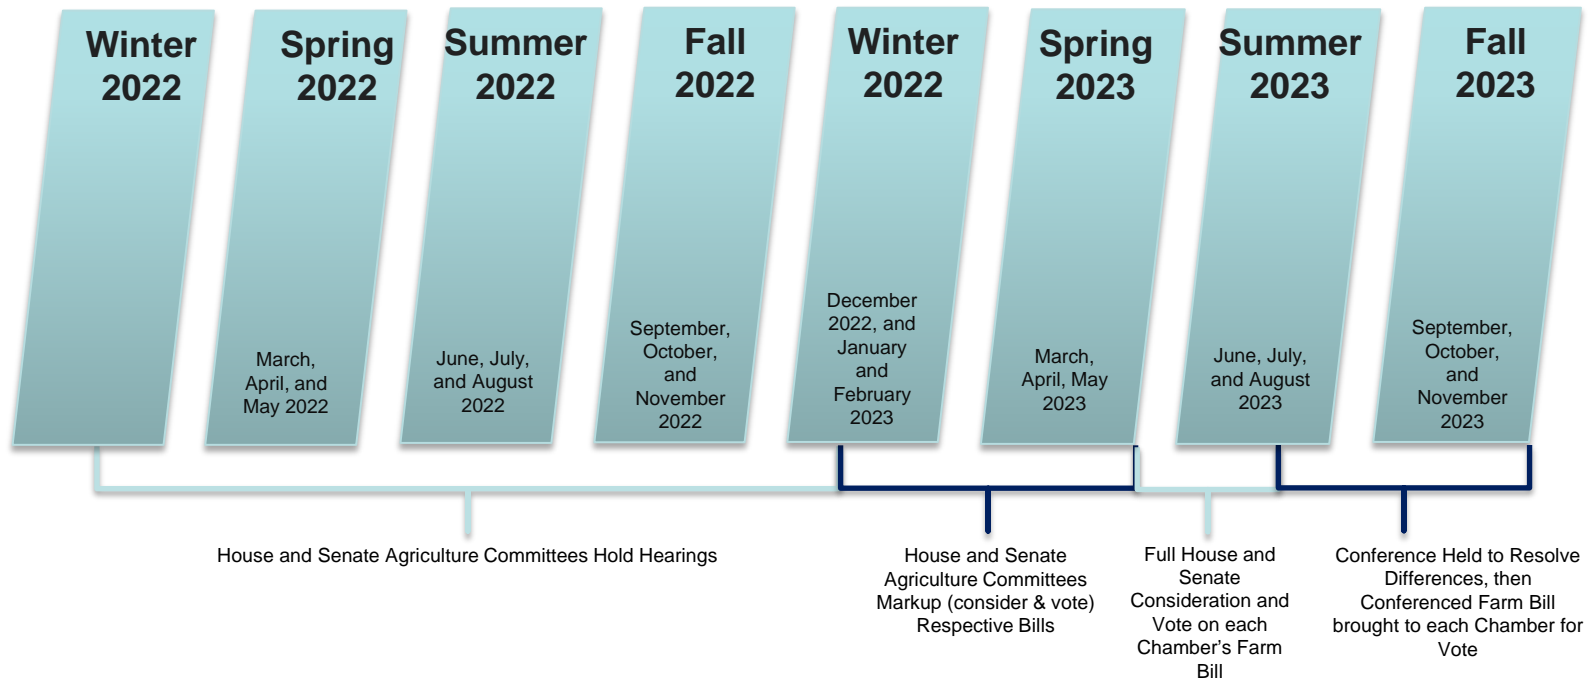 Winter
2022
Spring
2022
March,
April, and
May 2022
Summer
2022
June, July,
and August
2022
Fall
2022
September,
October,
and
November
2022
Winter
2022
December
2022, and
January
and
February
2023
Spring
2023
March,
April, May
2023
Summer
2023
June, July,
and August
2023
Fall
2023
September,
October,
and
November
2023
House and Senate Agriculture Committees Hold Hearings
House and Senate
Agriculture Committees
Markup (consider & vote)
Respective Bills
Full House and
Senate
Consideration and
Vote on each
Chamber’s Farm
Bill
Conference Held to Resolve
Differences, then
Conferenced Farm Bill
brought to each Chamber for
Vote